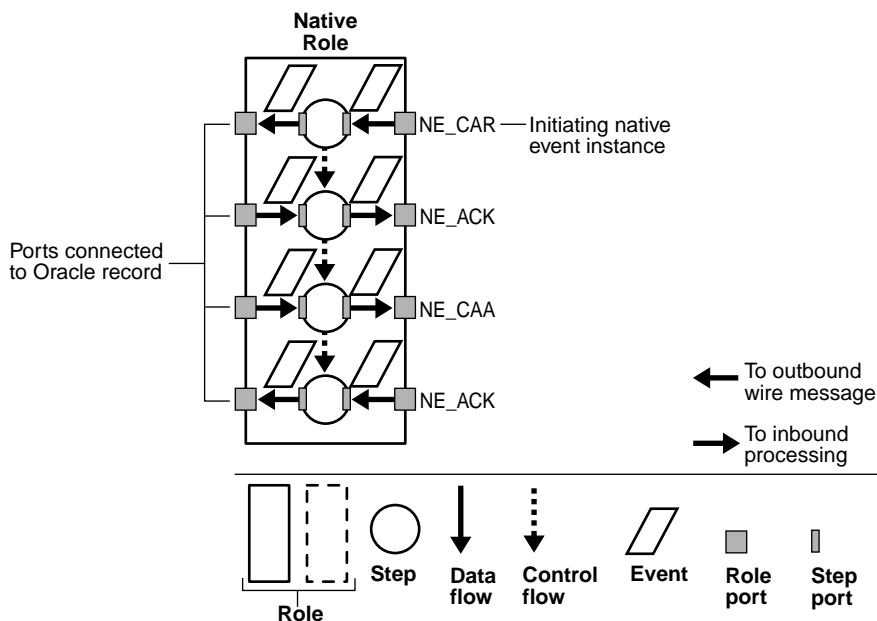 Native
Role
NE_CAR
Initiating native
event instance
NE_ACK
Ports connected
to Oracle record
NE_CAA
NE_ACK
To outbound
wire message
To inbound
processing
Role
Step
Data
flow
Control
flow
Event
Role
port
Step
port